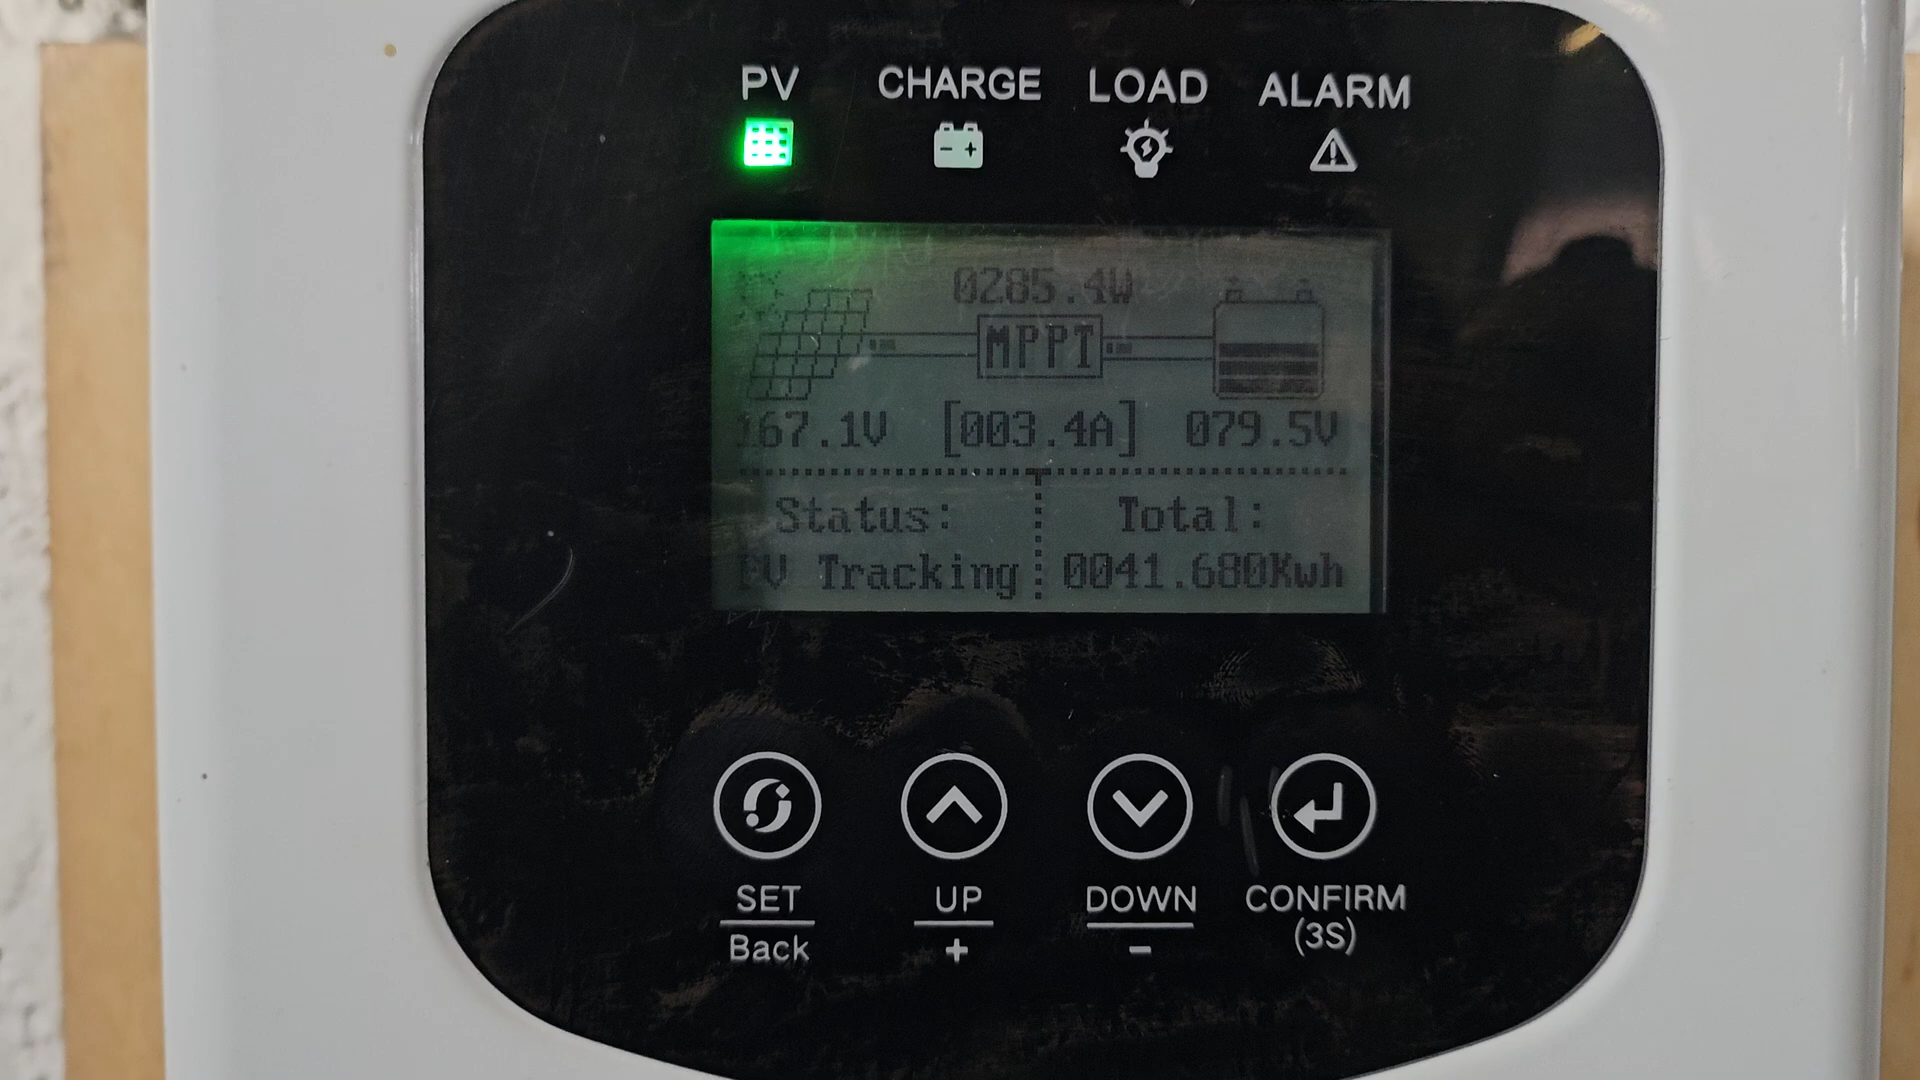 PV CHARGE LOAD ALARM
0285.4W
MPPT
167.1V [003.4A] 079.5V
Status: Total:
PV Tracking 0041.680Kwh
SET UP DOWN CONFIRM
Back + - (3S)